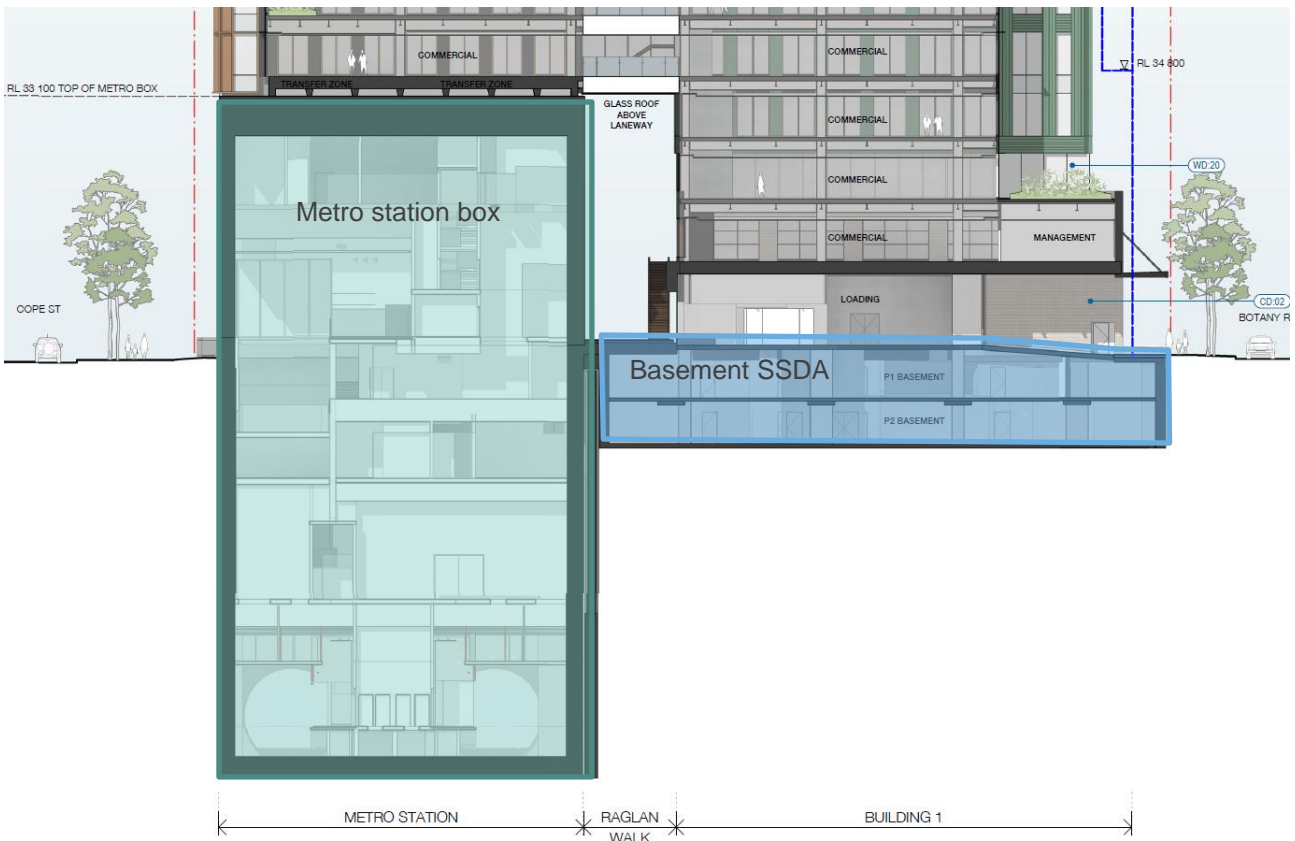 COMMERCIAL
COMMERCIAL
RL 34 800
TRANSFER ZONE
TRANSFER ZONE
RL 33 100 TOP OF METRO BOX
GLASS ROOF
ABOVE
LANEWAY
COMMERCIAL
WD:20
COMMERCIAL
Metro station box
COMMERCIAL
MANAGEMENT
LOADING
CD:02
COPE ST
BOTANY R
Basement SSDA
P1 BASEMENT
P2 BASEMENT
METRO STATION
RAGLAN
WALK
BUILDING 1